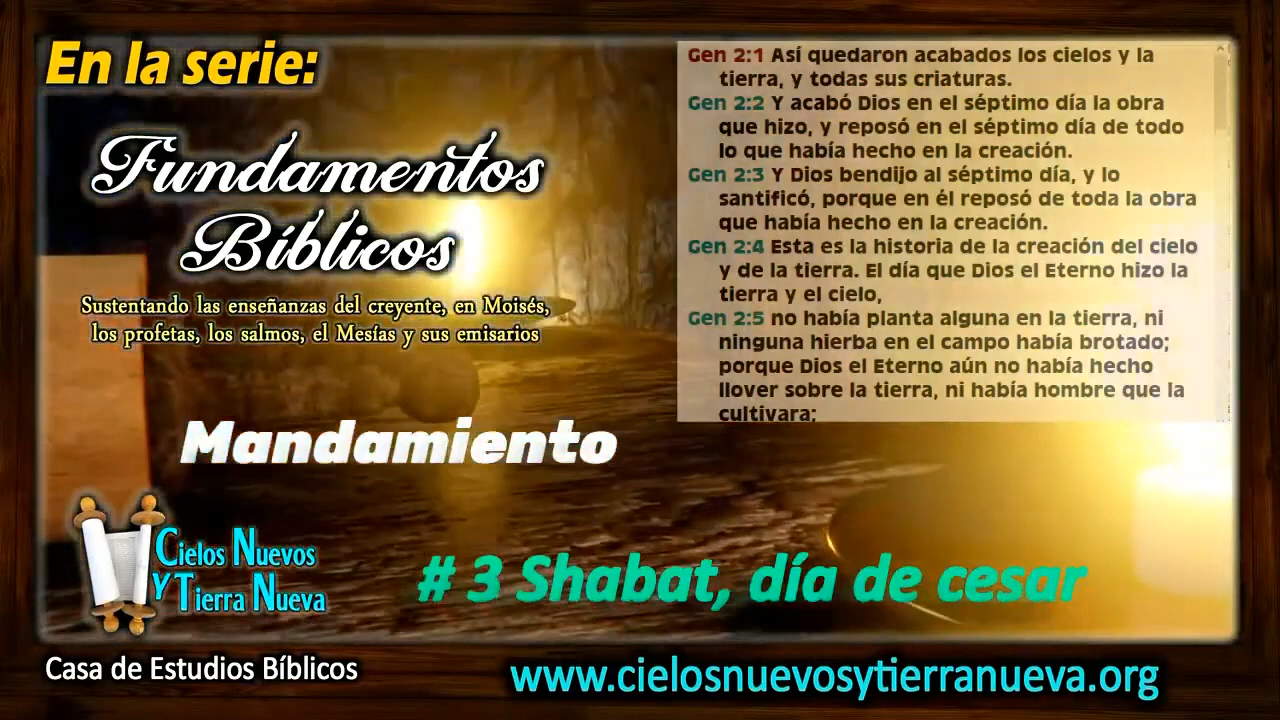 En la serie:
Fundamentos
Bíblicos
Sustentando las enseñanzas del creyente, en Moisés,
los profetas, los salmos, el Mesías y sus emisarios
Gen 2:1 Así quedaron acabados los cielos y la
tierra, y todas sus criaturas.
Gen 2:2 Y acabó Dios en el séptimo día la obra
que hizo, y reposó en el séptimo día de todo
lo que había hecho en la creación.
Gen 2:3 Y Dios bendijo al séptimo día, y lo
santificó, porque en él reposó de toda la obra
que había hecho en la creación.
Gen 2:4 Esta es la historia de la creación del cielo
y de la tierra. El día que Dios el Eterno hizo la
tierra y el cielo,
Gen 2:5 no había planta alguna en la tierra, ni
ninguna hierba en el campo había brotado;
porque Dios el Eterno aún no había hecho
llover sobre la tierra, ni había hombre que la
cultivara;
Mandamiento
# 3 Shabat, día de cesar
Cielos Nuevos
Y Tierra Nueva
Casa de Estudios Bíblicos
www.cielosnuevosytierranueva.org